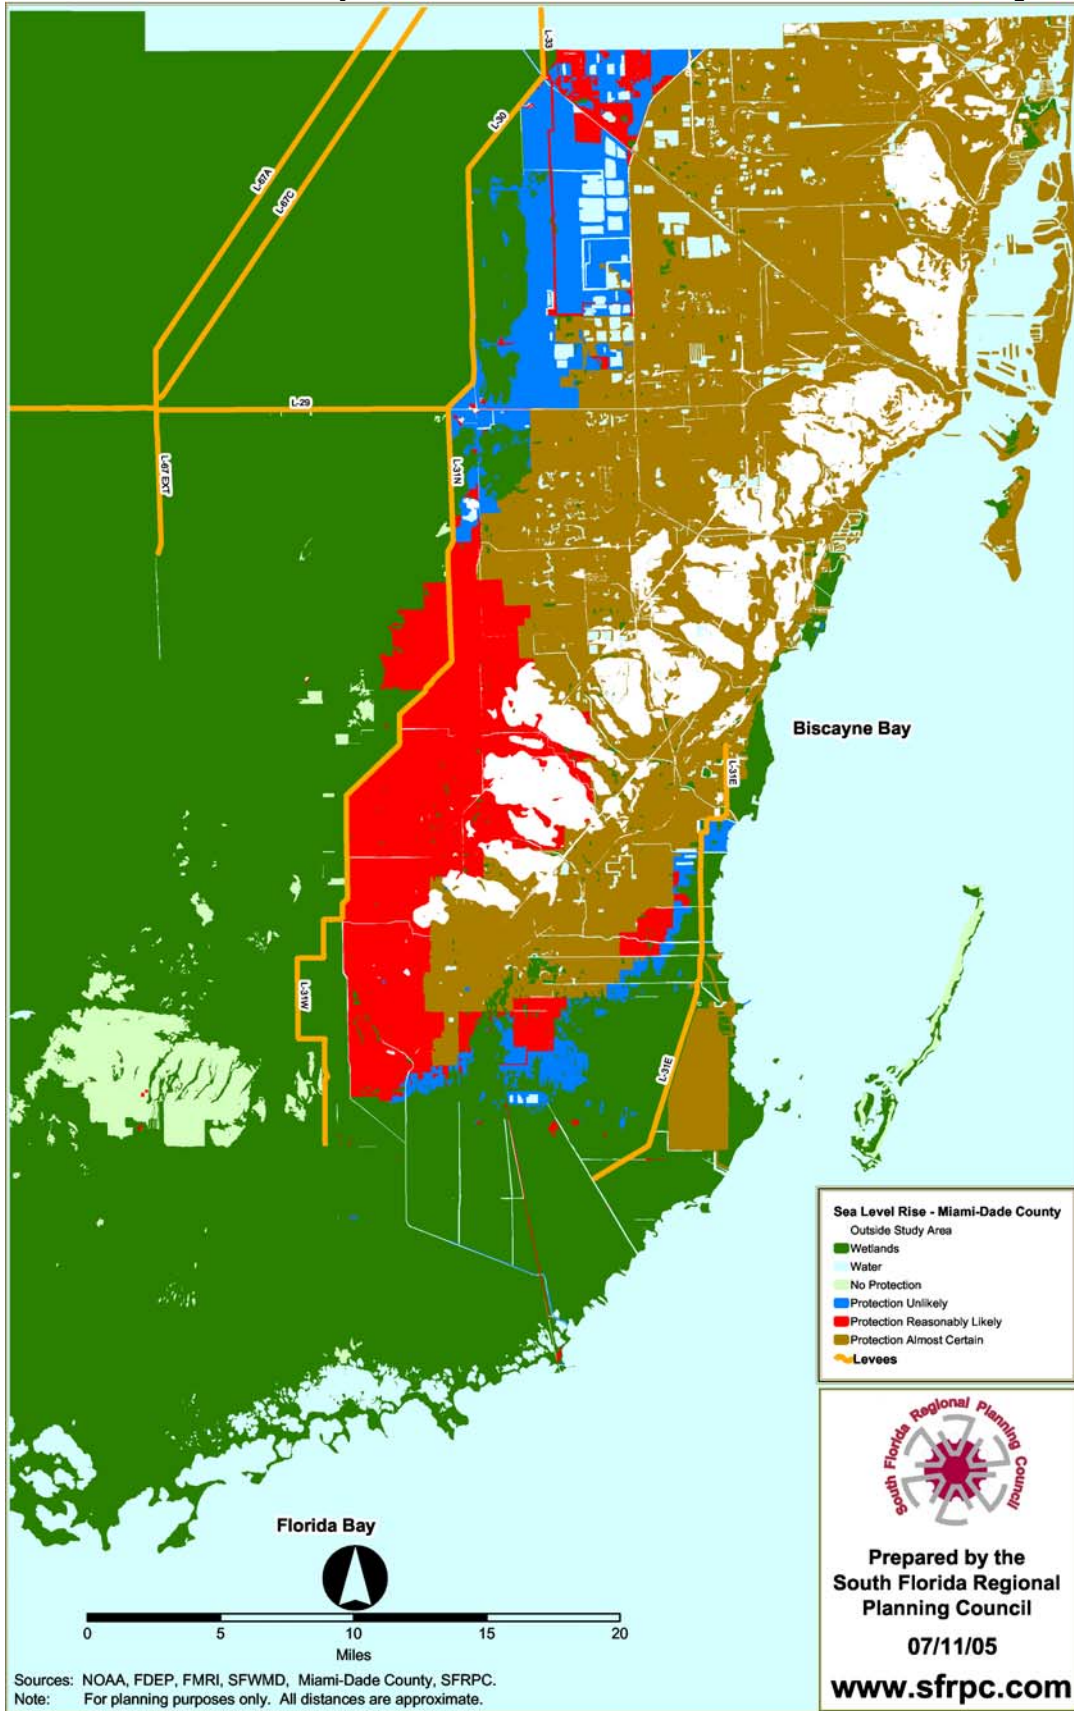 L-33
L-30
L-67A
L-67C
L-29
L-67 EXT
L-31N
Biscayne Bay
L-31E
L-31W
L-31E
Sea Level Rise - Miami-Dade County
Outside Study Area
Wetlands
Water
No Protection
Protection Unlikely
Protection Reasonably Likely
Protection Almost Certain
Levees
South Florida Regional Planning Council
Florida Bay
Prepared by the
South Florida Regional
Planning Council
07/11/05
www.sfrpc.com
0 5 10 15 20
Miles
Sources: NOAA, FDEP, FMRI, SFWMD, Miami-Dade County, SFRPC.
Note: For planning purposes only. All distances are approximate.